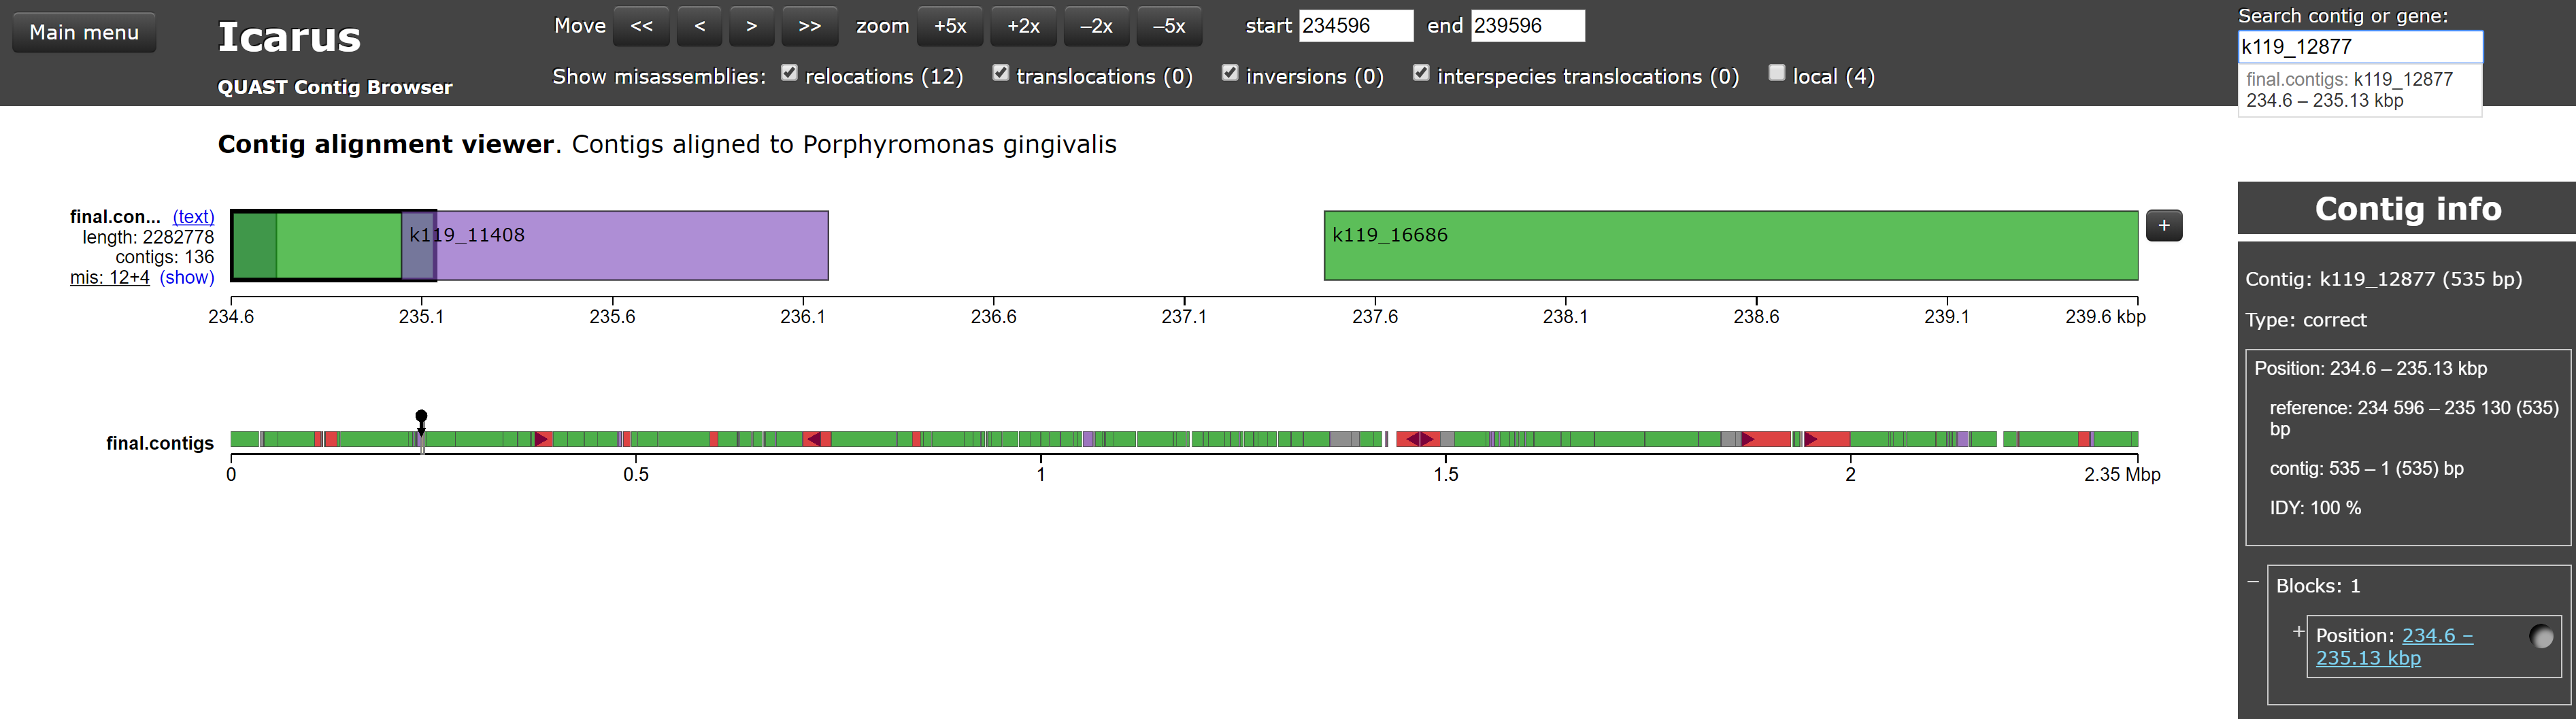 Main menu
Icarus
QUAST Contig Browser
Move << < > >> zoom +5x +2x –2x –5x start 234596 end 239596
Show misassemblies: relocations (12) translocations (0) inversions (0) interspecies translocations (0) local (4)
Search contig or gene:
k119_12877
final.contigs: k119_12877
234.6 – 235.13 kbp
Contig alignment viewer. Contigs aligned to Porphyromonas gingivalis
final.con... (text)
length: 2282778
contigs: 136
mis: 12+4 (show)
k119_11408
k119_16686
+
234.6 235.1 235.6 236.1 236.6 237.1 237.6 238.1 238.6 239.1 239.6 kbp
final.contigs
0 0.5 1 1.5 2 2.35 Mbp
Contig info
Contig: k119_12877 (535 bp)
Type: correct
Position: 234.6 – 235.13 kbp
reference: 234 596 – 235 130 (535)
bp
contig: 535 – 1 (535) bp
IDY: 100 %
– Blocks: 1
+ Position: 234.6 –
235.13 kbp